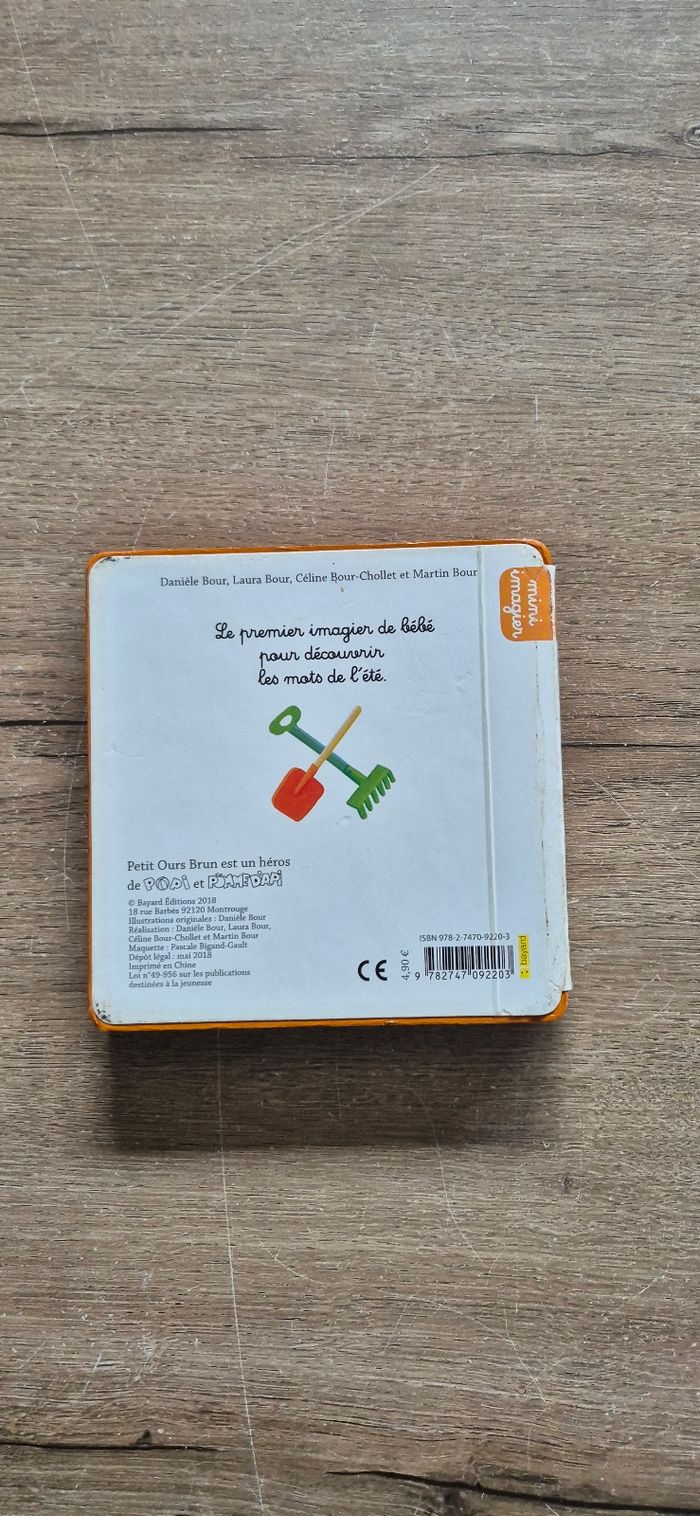 Danièle Bour, Laura Bour, Céline Bour-Chollet et Martin Bour
mini
imagier
Le premier imagier de bébé
pour découvrir
les mots de l'été.
Petit Ours Brun est un héros
de POPI et POMME D'API
© Bayard Éditions 2018
18 rue Barbès 92120 Montrouge
Illustrations originales : Danièle Bour
Réalisation : Danièle Bour, Laura Bour,
Céline Bour-Chollet et Martin Bour
Maquette : Pascale Bigand-Gault
Dépôt légal : mai 2018
Imprimé en Chine
Loi n°49-956 sur les publications
destinées à la jeunesse
CE
4,90 €
ISBN 978-2-7470-9220-3
9 782747 092203
bayard